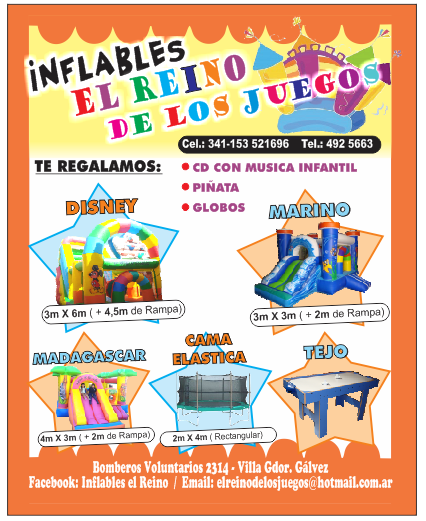 INFLABLES
EL REINO
DE LOS JUEGOS
Cel.: 341-153 521696 Tel.: 492 5663
TE REGALAMOS:
• CD CON MUSICA INFANTIL
• PIÑATA
• GLOBOS
DISNEY
3m X 6m ( + 4,5m de Rampa)
MARINO
3m X 3m ( + 2m de Rampa)
MADAGASCAR
4m X 3m ( + 2m de Rampa)
CAMA
ELASTICA
2m X 4m ( Rectangular)
TEJO
Bomberos Voluntarios 2314 - Villa Gdor. Gálvez
Facebook: Inflables el Reino / Email: elreinodelosjuegos@hotmail.com.ar